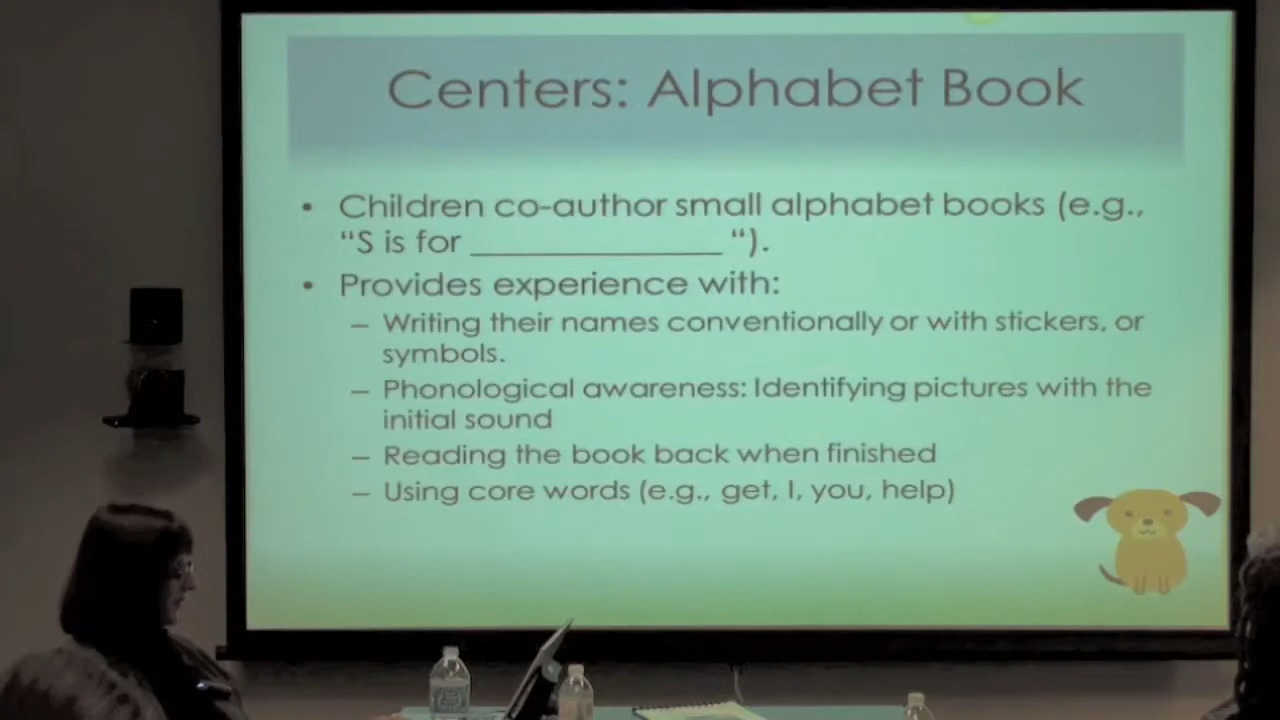 Centers: Alphabet Book
• Children co-author small alphabet books (e.g.,
“S is for ________________ “).
• Provides experience with:
– Writing their names conventionally or with stickers, or
symbols.
– Phonological awareness: Identifying pictures with the
initial sound
– Reading the book back when finished
– Using core words (e.g., get, I, you, help)